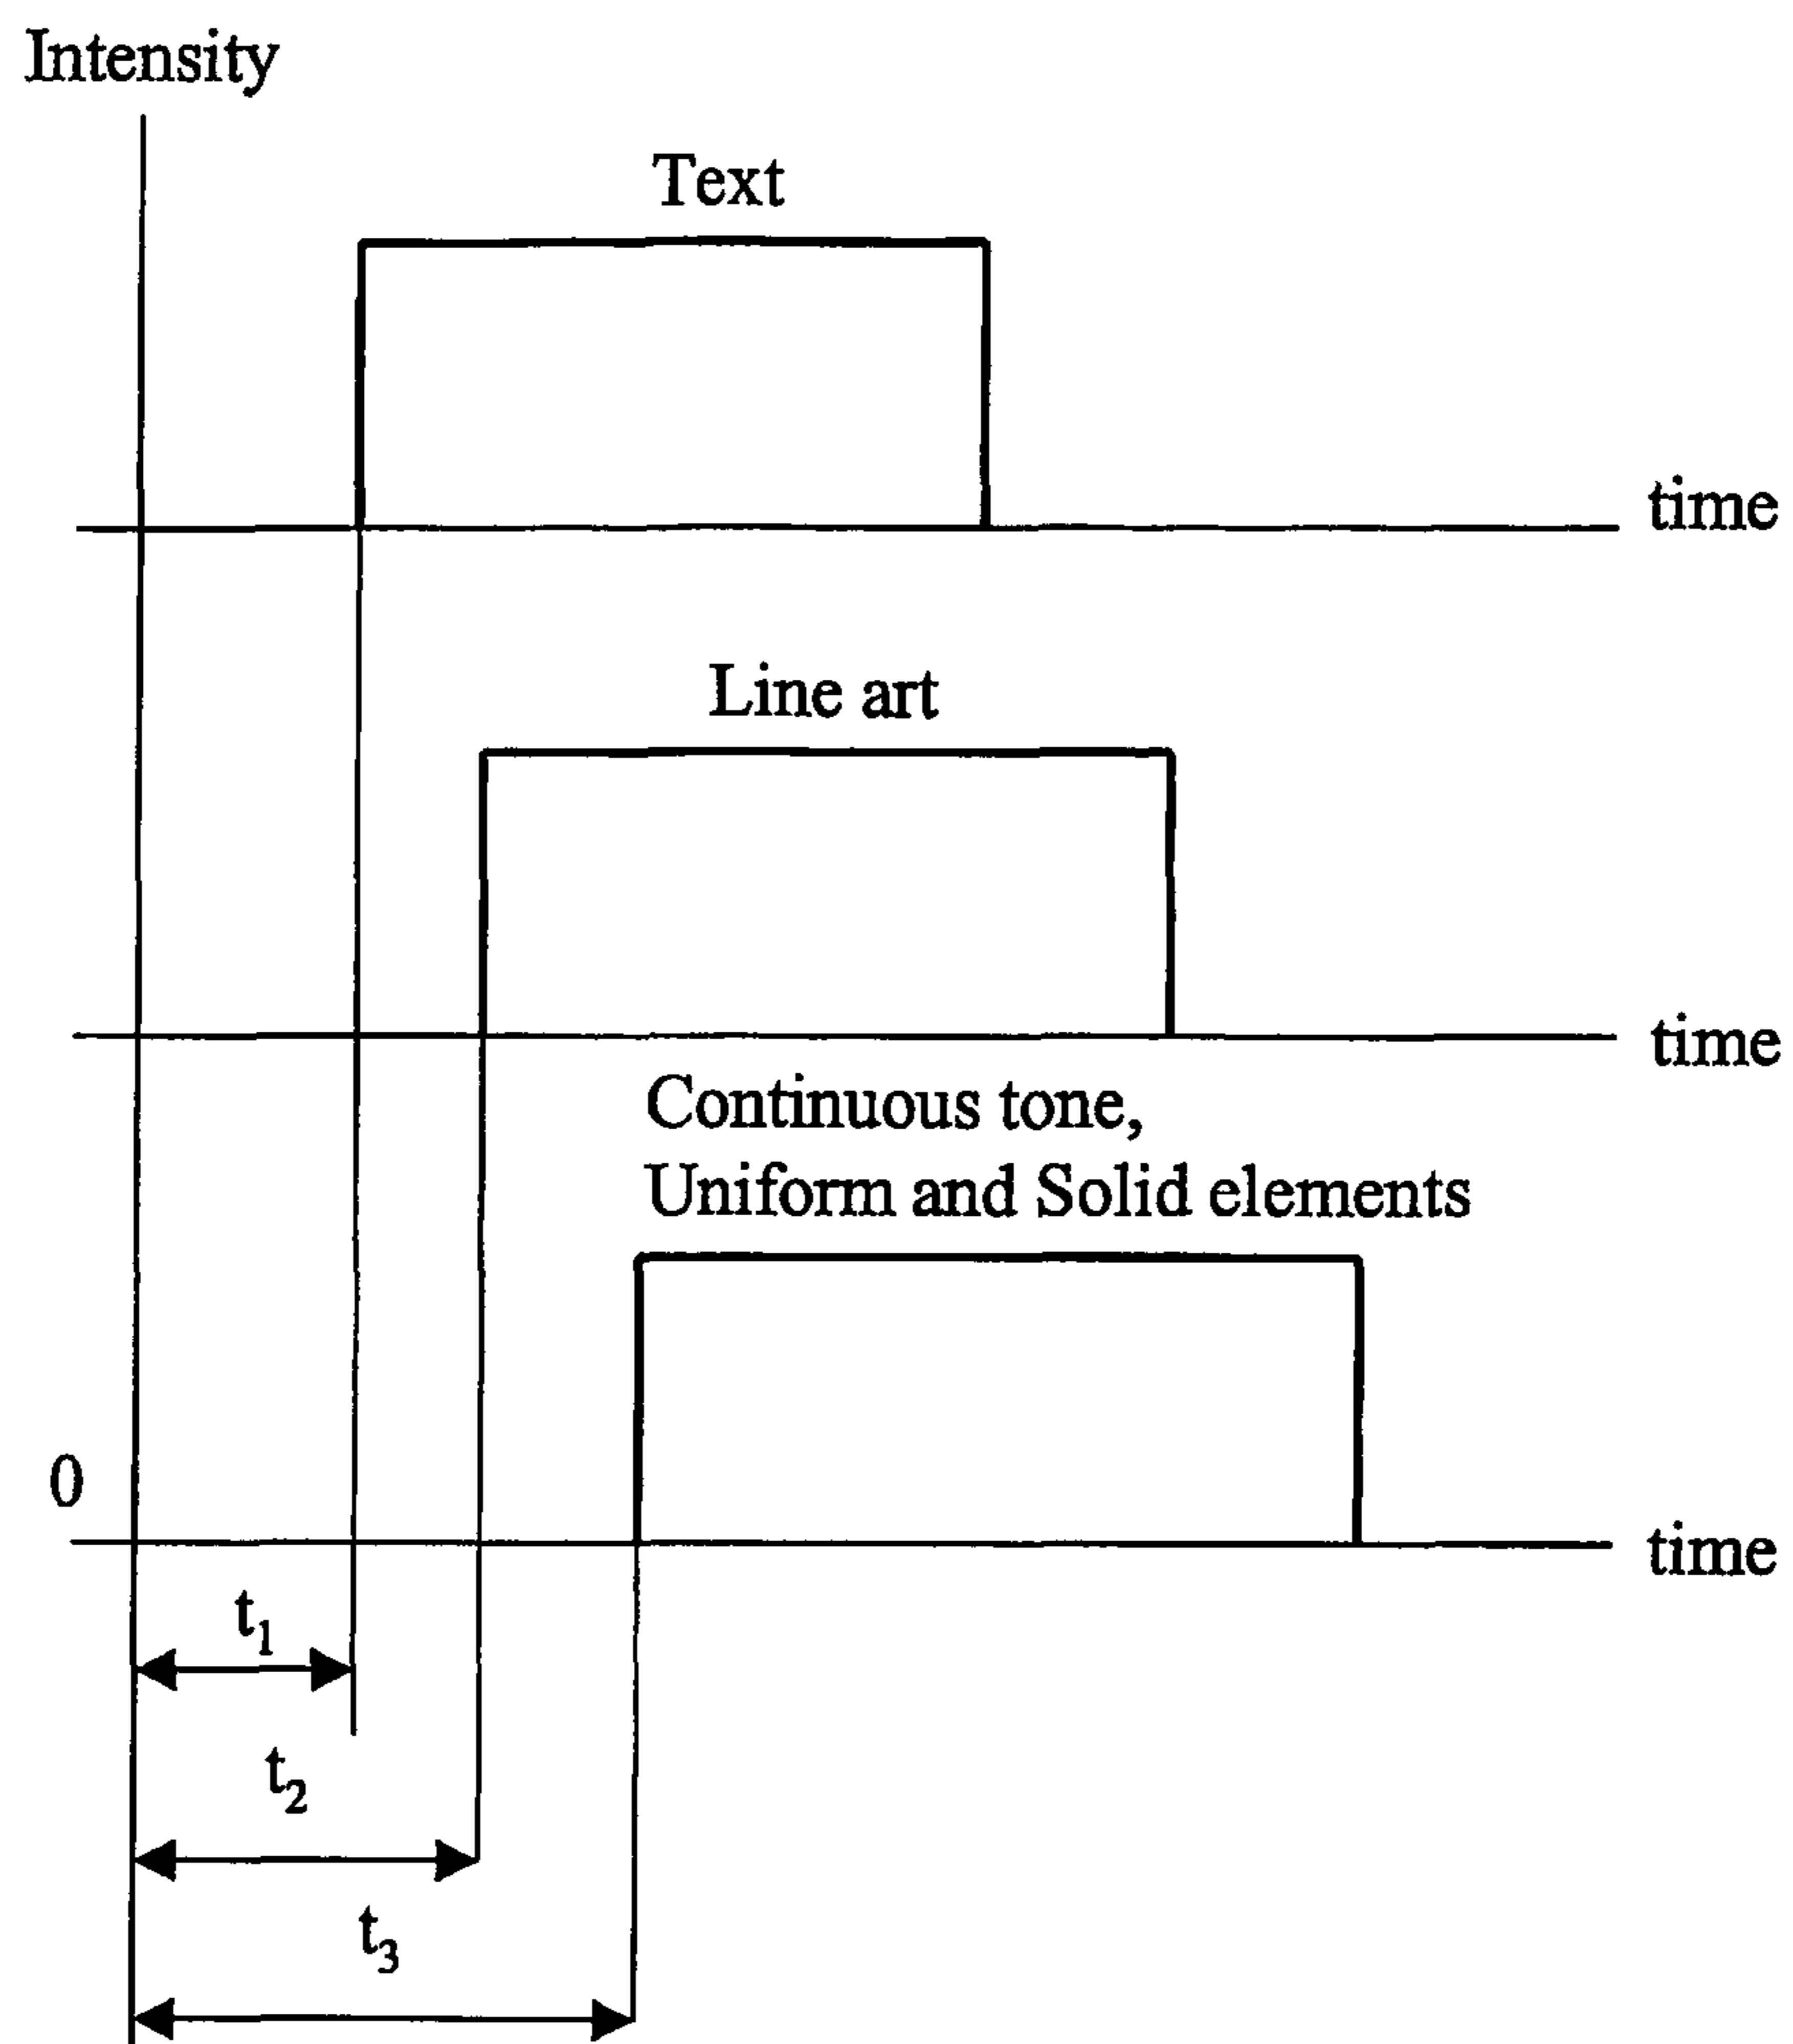 Intensity
Text
time
Line art
time
Continuous tone,
Uniform and Solid elements
0
time
t1
t2
t3